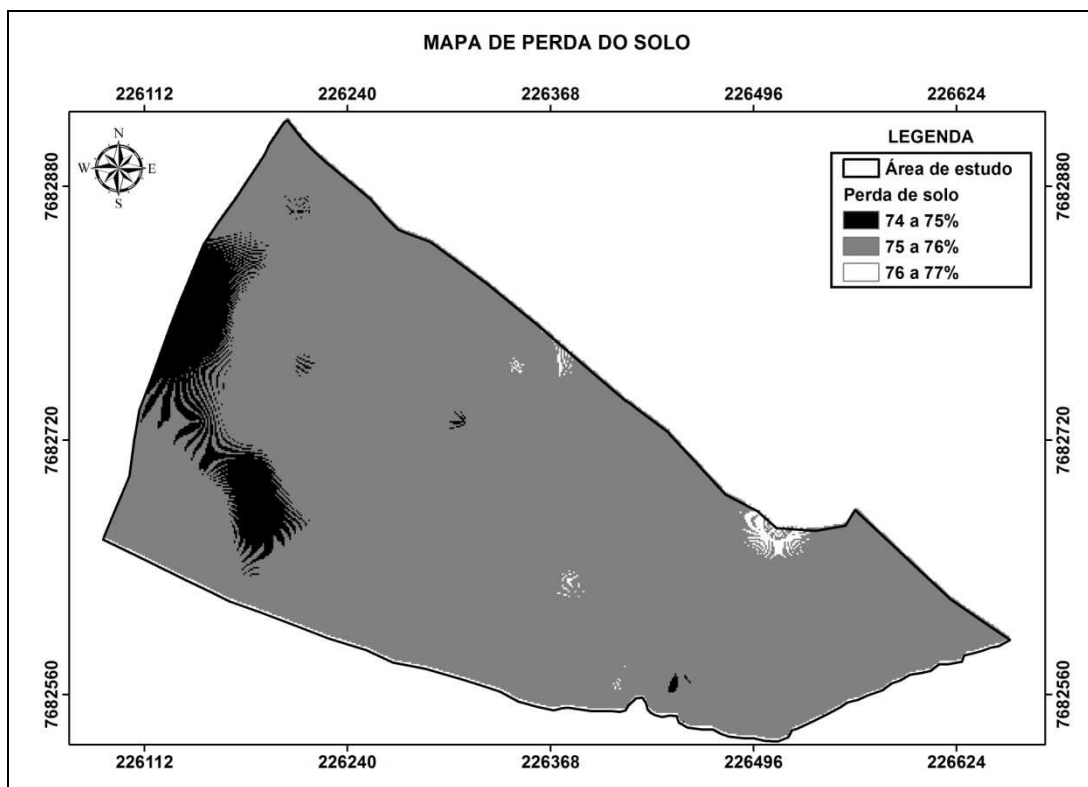 MAPA DE PERDA DO SOLO
226112 226240 226368 226496 226624
N
W E
S
LEGENDA
Área de estudo
Perda de solo
74 a 75%
75 a 76%
76 a 77%
7682880 7682880
7682720 7682720
7682560 7682560
226112 226240 226368 226496 226624